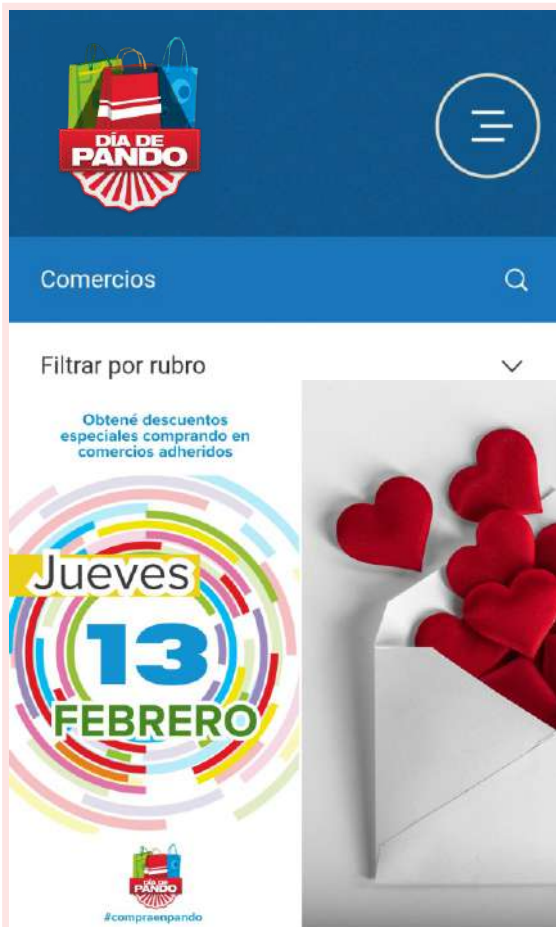 DÍA DE
PANDO
Comercios
Filtrar por rubro
Obtené descuentos
especiales comprando en
comercios adheridos
Jueves
13
FEBRERO
DÍA DE
PANDO
#compraenpando